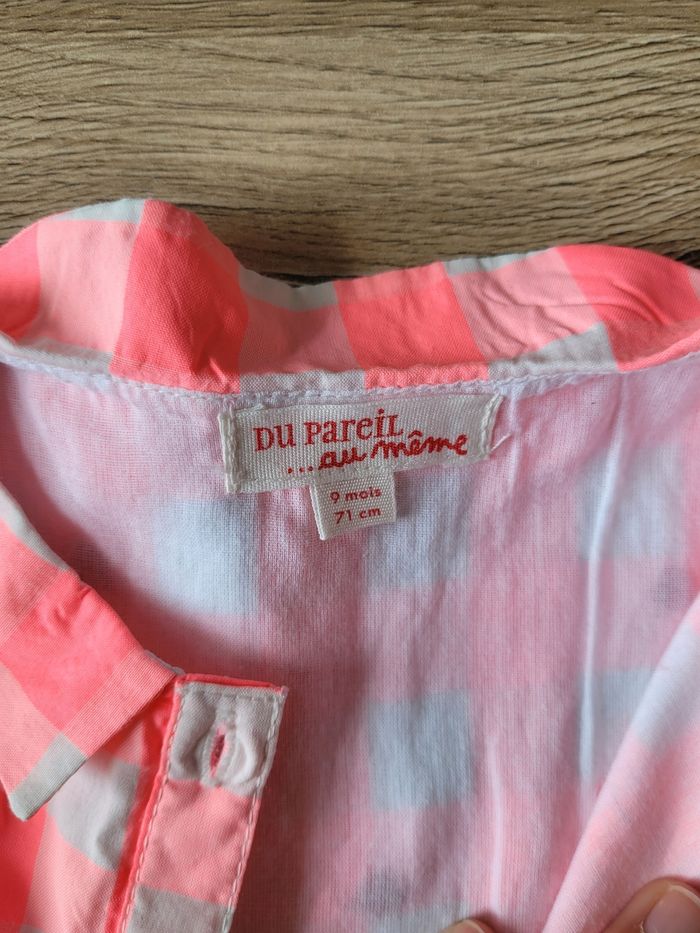 DU PAREIL
...au même
9 mois
71 cm